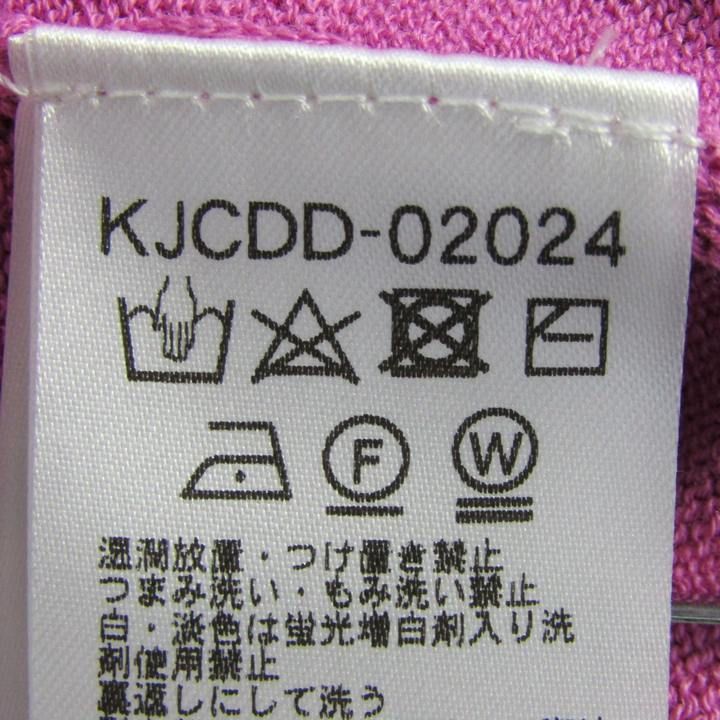 KJCDD-02024
F W
湿潤放置・つけ置き禁止
つまみ洗い・もみ洗い禁止
白・淡色は蛍光増白剤入り洗
剤使用禁止
裏返しにして洗う